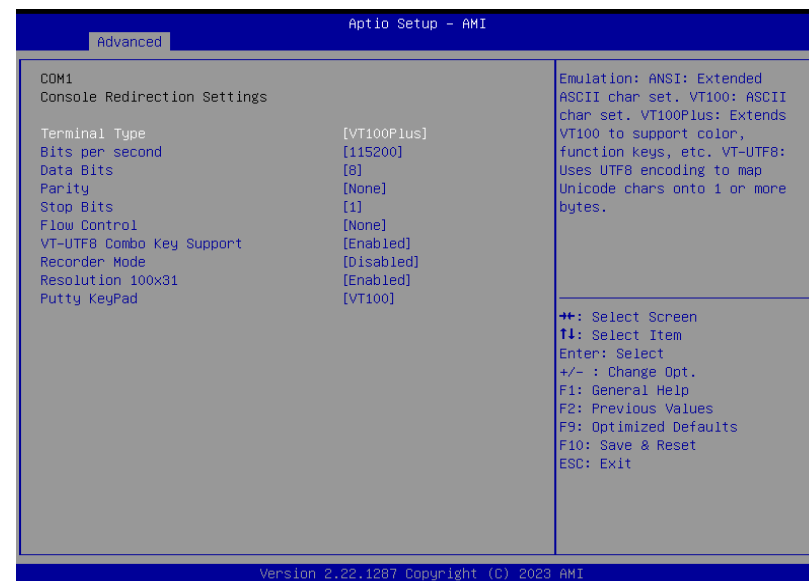 Aptio Setup – AMI
Advanced
COM1
Console Redirection Settings
Terminal Type [VT100Plus]
Bits per second [115200]
Data Bits [8]
Parity [None]
Stop Bits [1]
Flow Control [None]
VT-UTF8 Combo Key Support [Enabled]
Recorder Mode [Disabled]
Resolution 100x31 [Enabled]
Putty KeyPad [VT100]
Emulation: ANSI: Extended
ASCII char set. VT100: ASCII
char set. VT100Plus: Extends
VT100 to support color,
function keys, etc. VT-UTF8:
Uses UTF8 encoding to map
Unicode chars onto 1 or more
bytes.
→←: Select Screen
↑↓: Select Item
Enter: Select
+/- : Change Opt.
F1: General Help
F2: Previous Values
F9: Optimized Defaults
F10: Save & Reset
ESC: Exit
Version 2.22.1287 Copyright (C) 2023 AMI